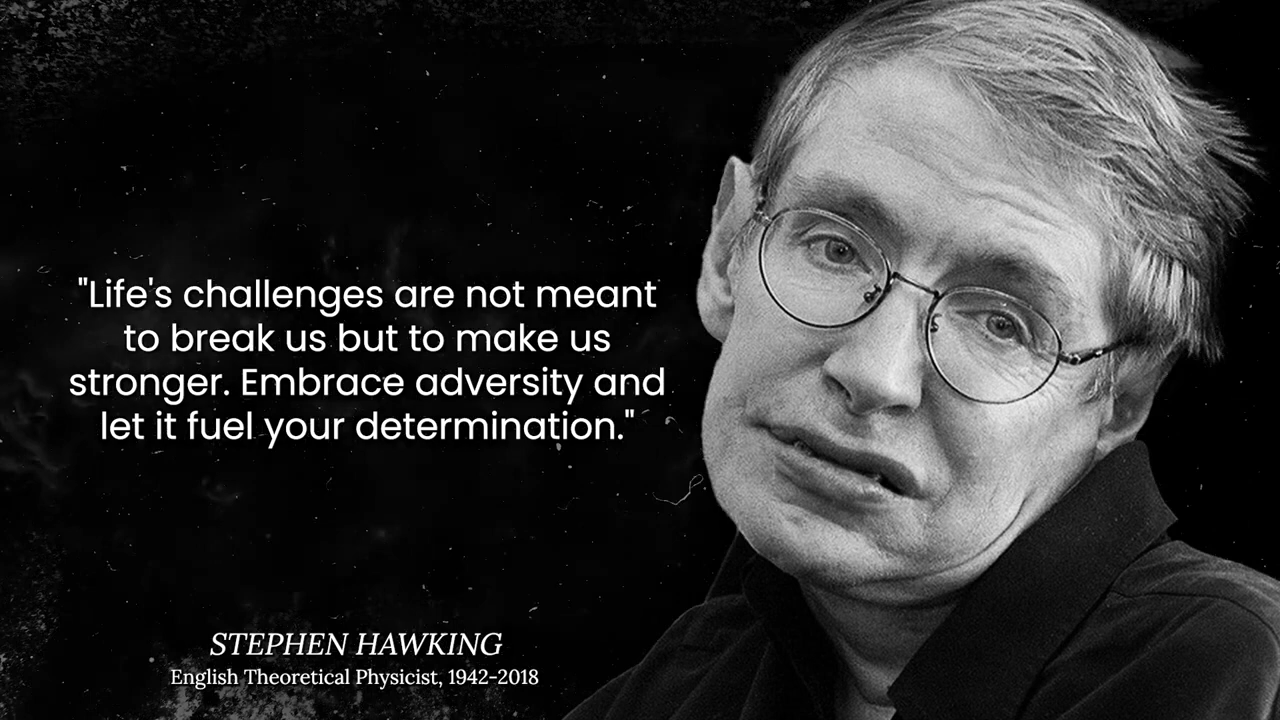 "Life's challenges are not meant
to break us but to make us
stronger. Embrace adversity and
let it fuel your determination."
STEPHEN HAWKING
English Theoretical Physicist, 1942-2018